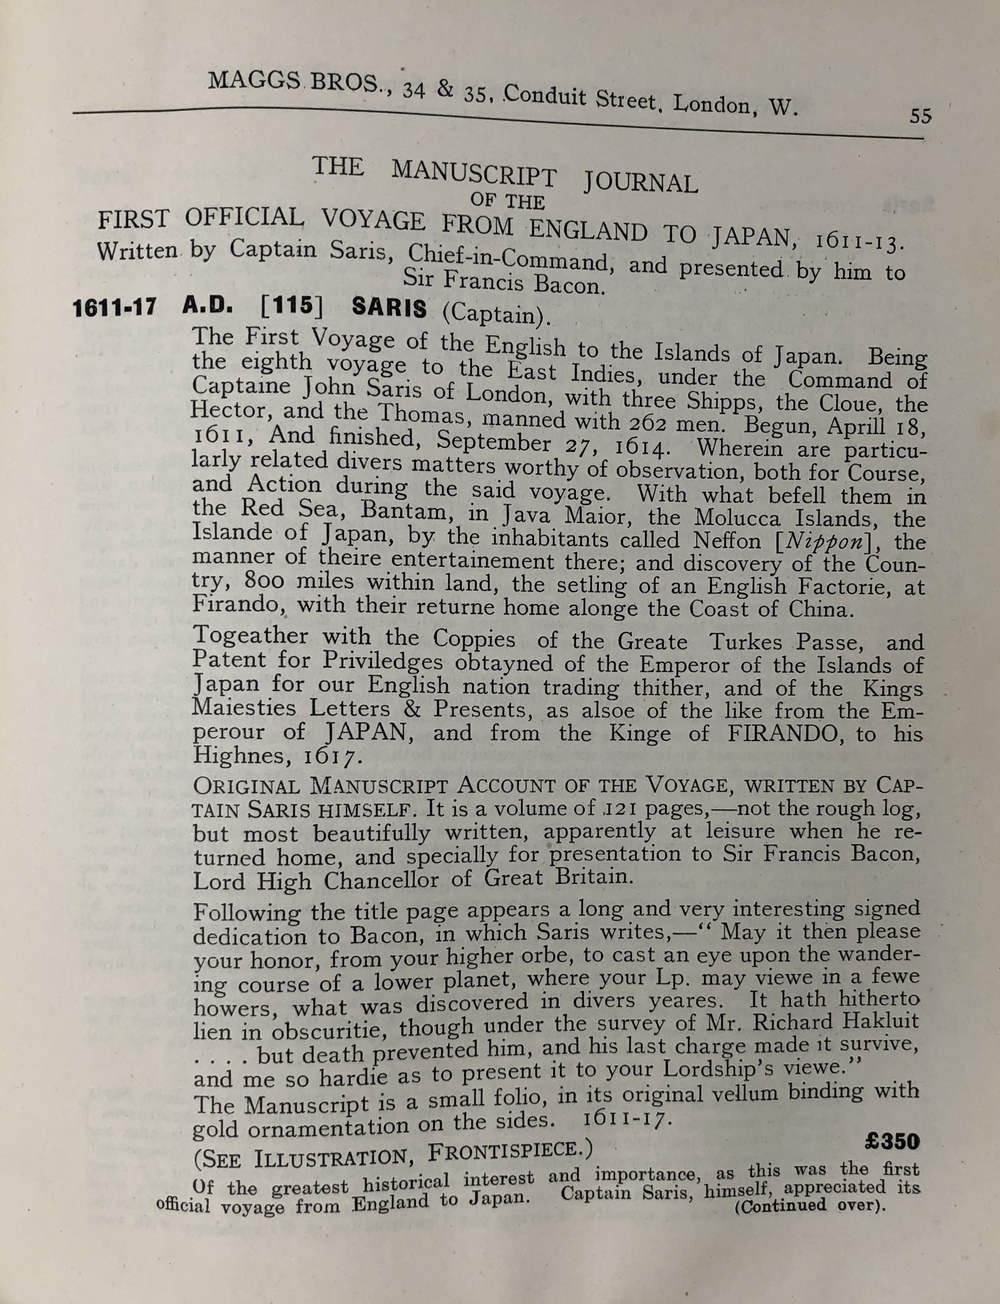 MAGGS BROS., 34 & 35, Conduit Street, London, W.
55
THE MANUSCRIPT JOURNAL
OF THE
FIRST OFFICIAL VOYAGE FROM ENGLAND TO JAPAN, 1611-13.
Written by Captain Saris, Chief-in-Command, and presented by him to
Sir Francis Bacon.
1611-17 A.D. [115] SARIS (Captain).
The First Voyage of the English to the Islands of Japan. Being
the eighth voyage to the East Indies, under the Command of
Captaine John Saris of London, with three Shipps, the Cloue, the
Hector, and the Thomas, manned with 262 men. Begun, Aprill 18,
1611, And finished, September 27, 1614. Wherein are particu-
larly related divers matters worthy of observation, both for Course,
and Action during the said voyage. With what befell them in
the Red Sea, Bantam, in Java Maior, the Molucca Islands, the
Islande of Japan, by the inhabitants called Neffon [Nippon], the
manner of theire entertainement there; and discovery of the Coun-
try, 800 miles within land, the setling of an English Factorie, at
Firando, with their returne home alonge the Coast of China.
Togeather with the Coppies of the Greate Turkes Passe, and
Patent for Priviledges obtayned of the Emperor of the Islands of
Japan for our English nation trading thither, and of the Kings
Maiesties Letters & Presents, as alsoe of the like from the Em-
perour of JAPAN, and from the Kinge of FIRANDO, to his
Highnes, 1617.
ORIGINAL MANUSCRIPT ACCOUNT OF THE VOYAGE, WRITTEN BY CAP-
TAIN SARIS HIMSELF. It is a volume of 121 pages,—not the rough log,
but most beautifully written, apparently at leisure when he re-
turned home, and specially for presentation to Sir Francis Bacon,
Lord High Chancellor of Great Britain.
Following the title page appears a long and very interesting signed
dedication to Bacon, in which Saris writes,—“ May it then please
your honor, from your higher orbe, to cast an eye upon the wander-
ing course of a lower planet, where your Lp. may viewe in a fewe
howers, what was discovered in divers yeares. It hath hitherto
lien in obscuritie, though under the survey of Mr. Richard Hakluit
. . . . but death prevented him, and his last charge made it survive,
and me so hardie as to present it to your Lordship's viewe.”
The Manuscript is a small folio, in its original vellum binding with
gold ornamentation on the sides. 1611-17.
(SEE ILLUSTRATION, FRONTISPIECE.) £350
Of the greatest historical interest and importance, as this was the first
official voyage from England to Japan. Captain Saris, himself, appreciated its
(Continued over).